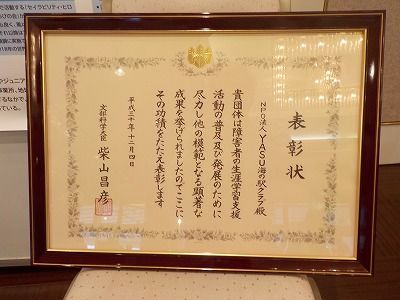 表彰状
NPO法人YASU海の駅クラブ殿
貴団体は障害者の生涯学習支援
活動の普及及び発展のために
尽力し他の模範となる顕著な
成果を挙げられましたのでここに
その功績をたたえ表彰します
平成三十年十二月四日
文部科学大臣 柴山昌彦